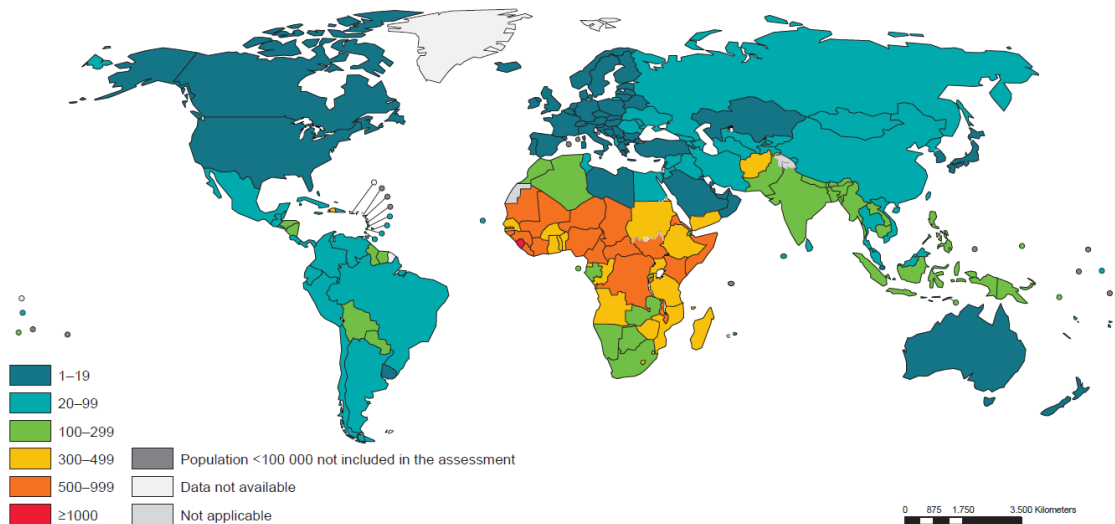 1–19
20–99
100–299
300–499
500–999
≥1000
Population <100 000 not included in the assessment
Data not available
Not applicable
0 875 1.750 3.500 Kilometers